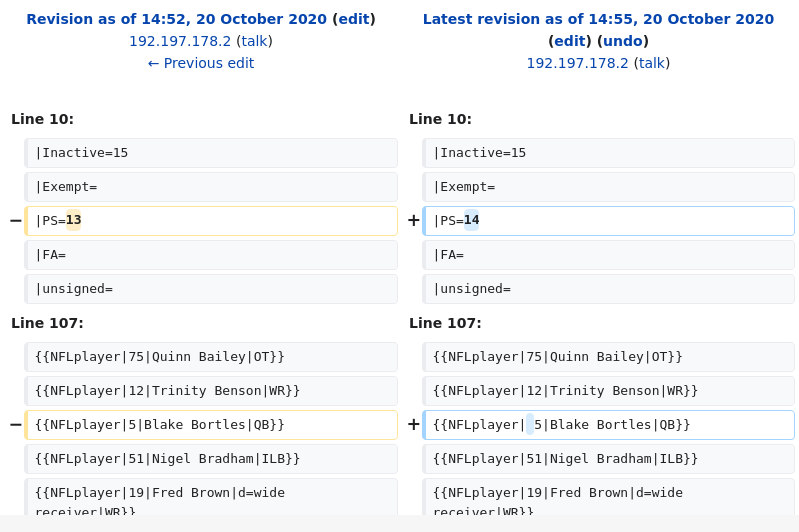 Revision as of 14:52, 20 October 2020 (edit)
192.197.178.2 (talk)
← Previous edit
Latest revision as of 14:55, 20 October 2020
(edit) (undo)
192.197.178.2 (talk)
Line 10:
Line 10:
|Inactive=15
|Inactive=15
|Exempt=
|Exempt=
− |PS=13
+ |PS=14
|FA=
|FA=
|unsigned=
|unsigned=
Line 107:
Line 107:
{{NFLplayer|75|Quinn Bailey|OT}}
{{NFLplayer|75|Quinn Bailey|OT}}
{{NFLplayer|12|Trinity Benson|WR}}
{{NFLplayer|12|Trinity Benson|WR}}
− {{NFLplayer|5|Blake Bortles|QB}}
+ {{NFLplayer| 5|Blake Bortles|QB}}
{{NFLplayer|51|Nigel Bradham|ILB}}
{{NFLplayer|51|Nigel Bradham|ILB}}
{{NFLplayer|19|Fred Brown|d=wide
receiver|WR}}
{{NFLplayer|19|Fred Brown|d=wide
receiver|WR}}